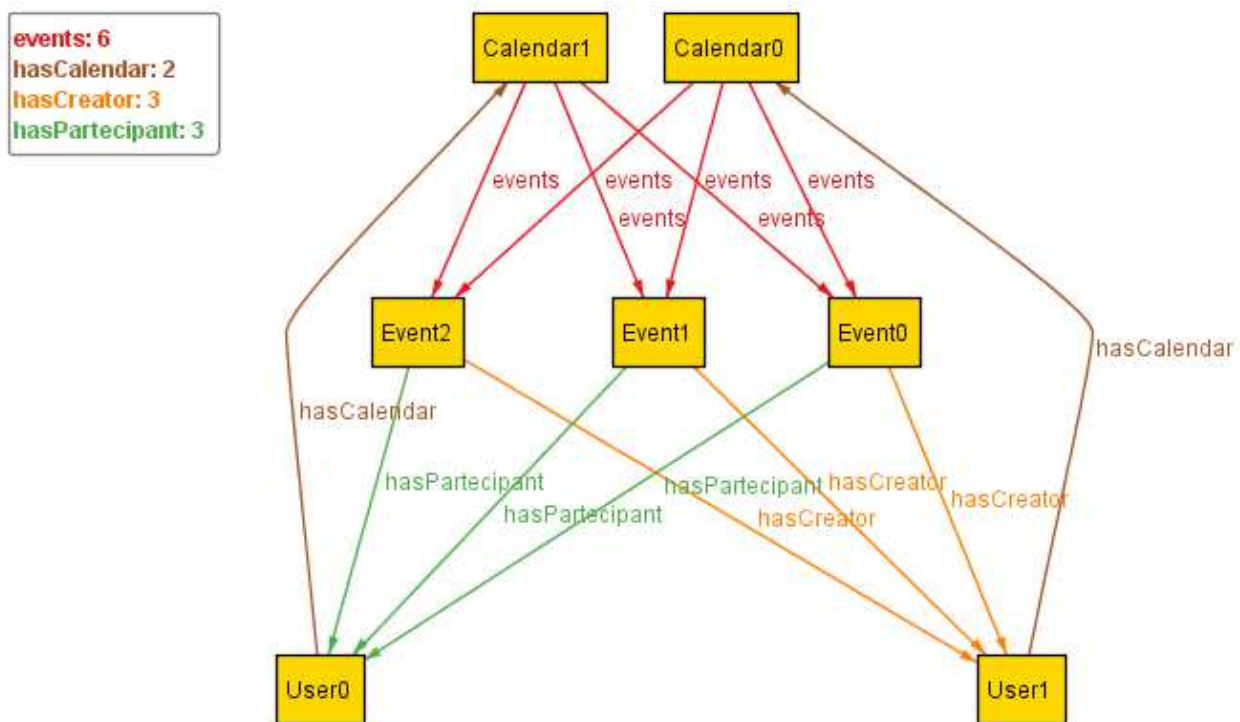 events: 6
hasCalendar: 2
hasCreator: 3
hasPartecipant: 3
Calendar1
Calendar0
events
events
events
events
events
events
Event2
Event1
Event0
hasCalendar
hasCalendar
hasPartecipant
hasPartecipant
hasCreator
hasCreator
hasPartecipant
hasCreator
User0
User1